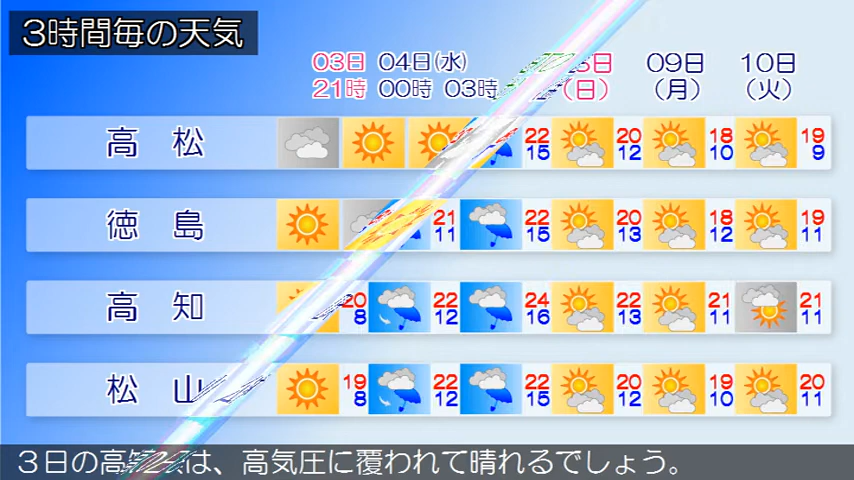 3時間毎の天気
03日 04日(水) 日 09日 10日
21時 00時 03時 (日) (月) (火)
高 松 22 15 20 12 18 10 19 9
徳 島 21 11 22 15 20 13 18 12 19 11
高 知 20 8 22 12 24 16 22 13 21 11 21 11
松 山 19 8 22 12 22 15 20 12 19 10 20 11
3日の高知県は、高気圧に覆われて晴れるでしょう。